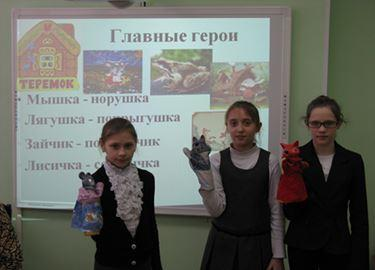 Главные герои
ТЕРЕМОК
Мышка - норушка
Лягушка -
Зайчик -
Лисичка -